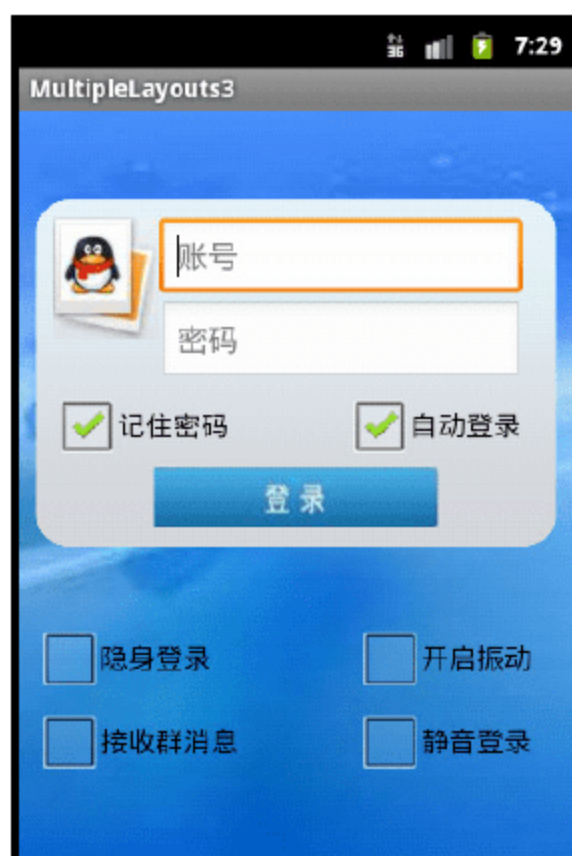 3G 7:29
MultipleLayouts3
账号
密码
记住密码 自动登录
登录
隐身登录 开启振动
接收群消息 静音登录